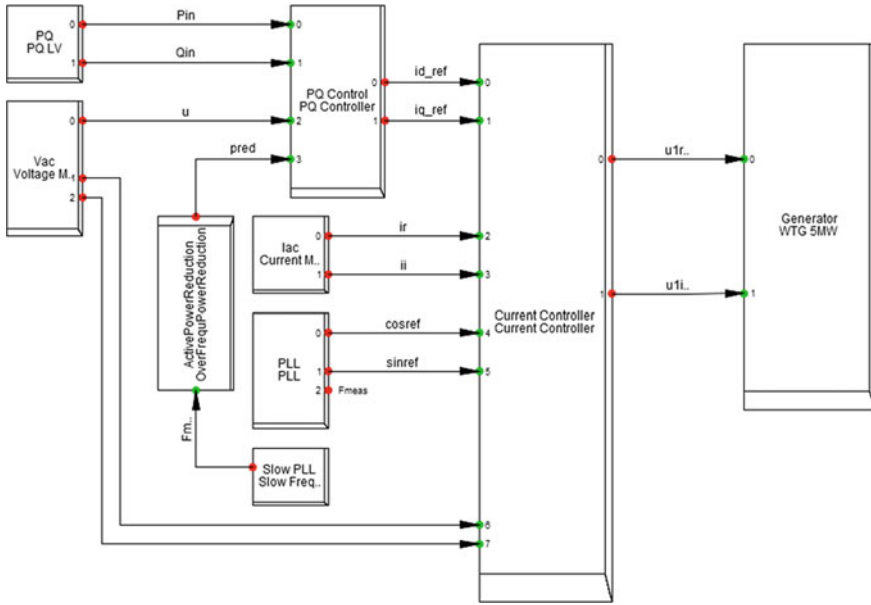 PQ
PQ LV
0
1
Pin
Qin
0
1
2
3
PQ Control
PQ Controller
0
1
Vac
Voltage M..
0
1
2
u
pred
id_ref
iq_ref
ActivePowerReduction
OverFrequPowerReduction
Fm..
Iac
Current M..
0
1
ir
ii
PLL
PLL
0
1
2
Fmeas
cosref
sinref
Slow PLL
Slow Freq..
0
1
2
3
4
5
6
7
Current Controller
Current Controller
0
1
u1r..
u1i..
0
1
Generator
WTG 5MW